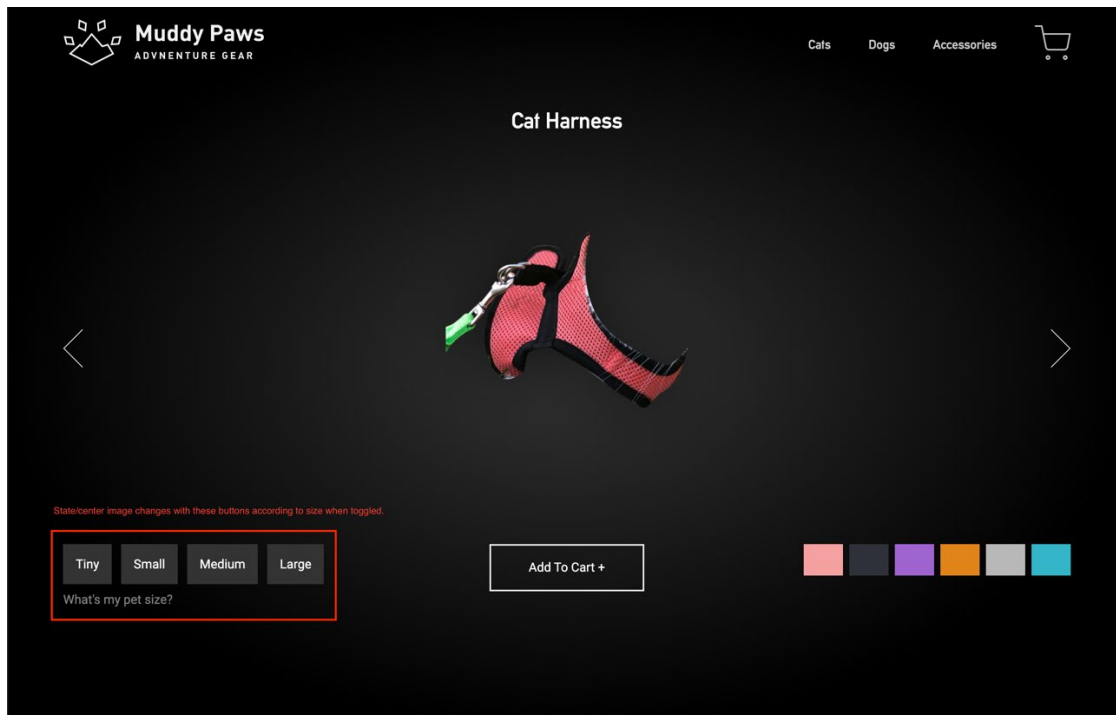 Muddy Paws
ADVNENTURE GEAR
Cats Dogs Accessories
Cat Harness
State/center image changes with these buttons according to size when toggled.
Tiny Small Medium Large
What's my pet size?
Add To Cart +